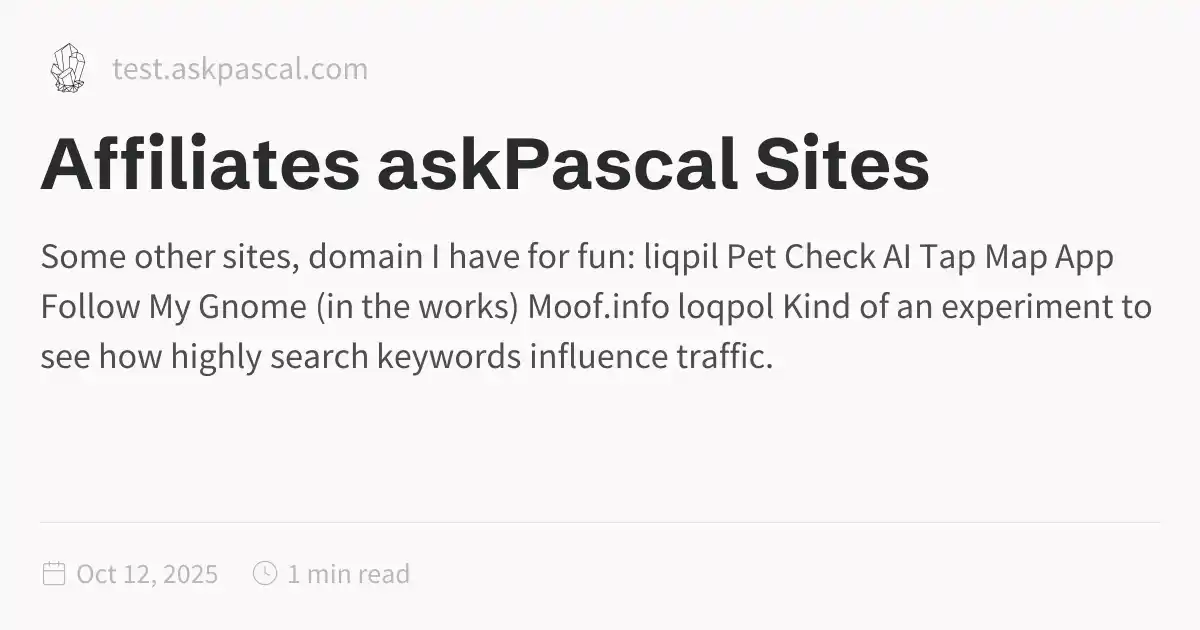 test.askpascal.com
Affiliates askPascal Sites
Some other sites, domain I have for fun: liqpil Pet Check AI Tap Map App
Follow My Gnome (in the works) Moof.info loqpol Kind of an experiment to
see how highly search keywords influence traffic.
Oct 12, 2025 1 min read